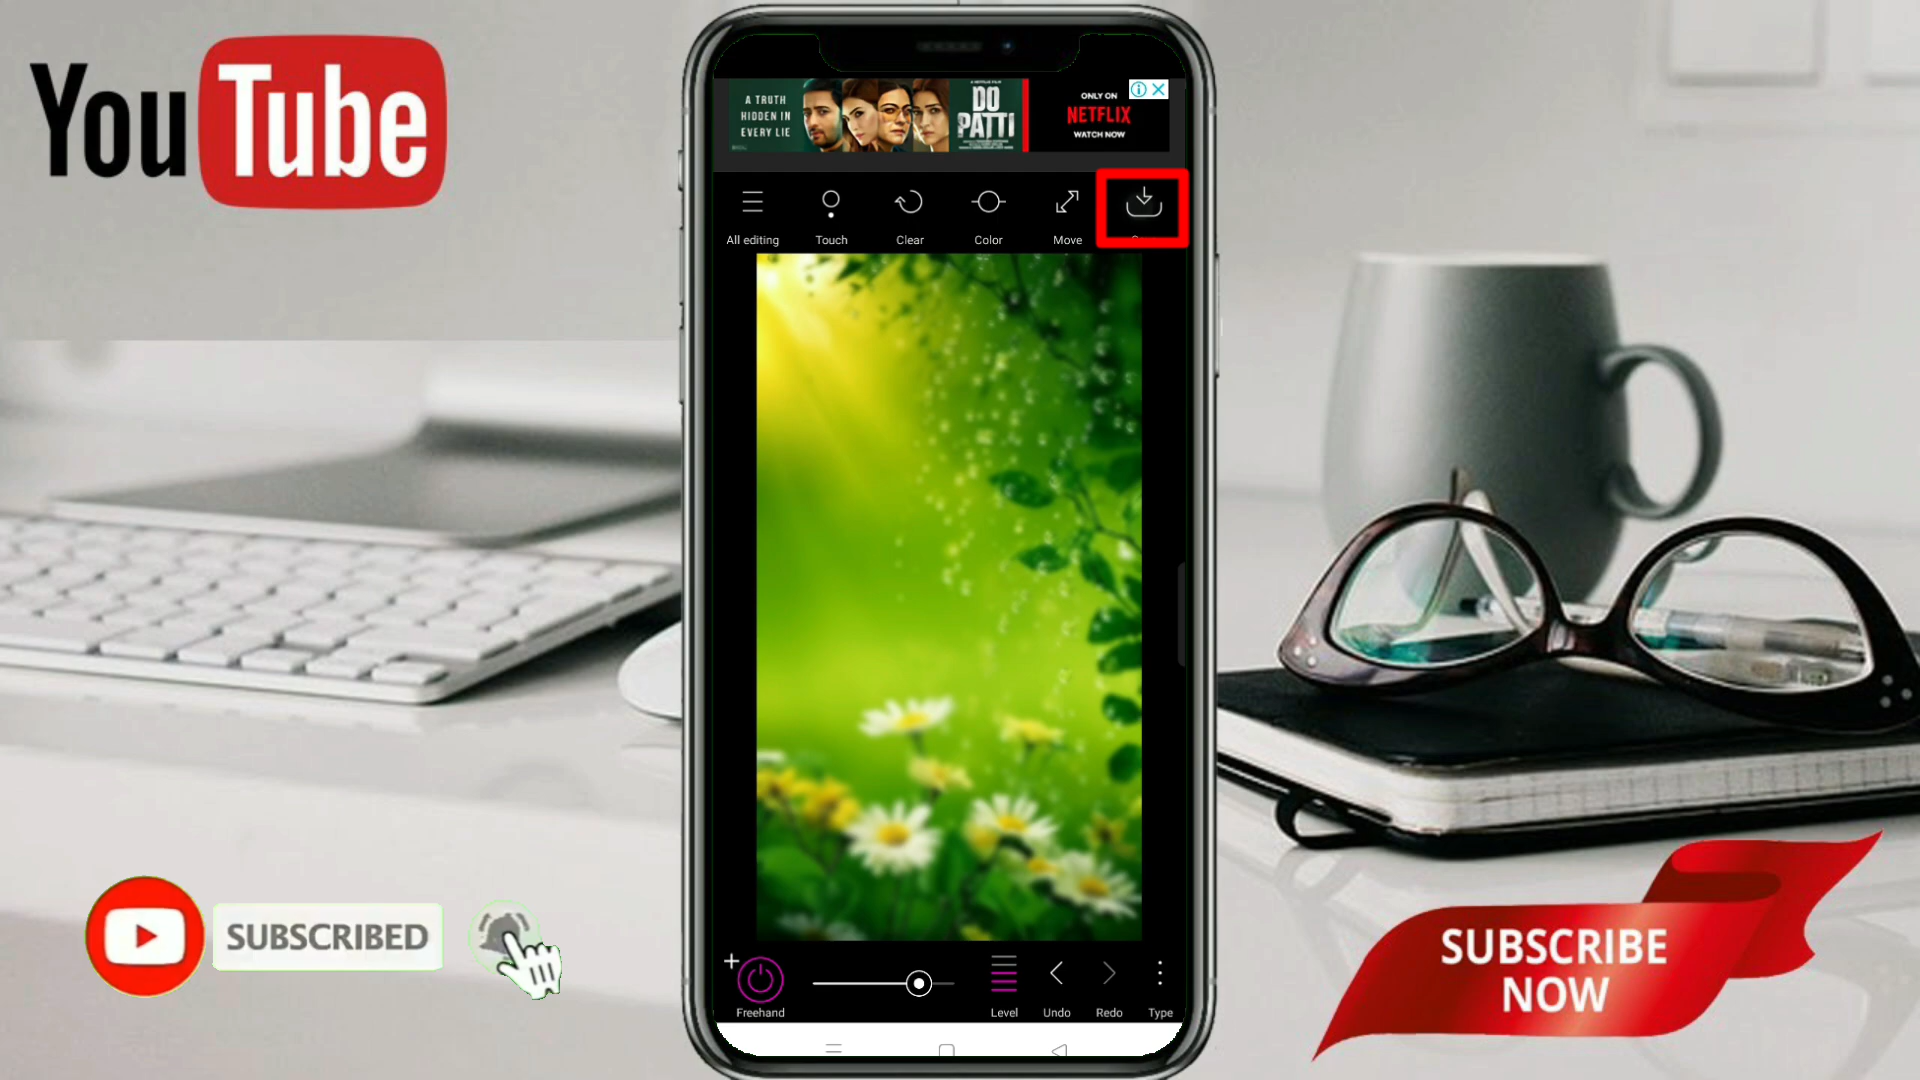 YouTube
A TRUTH
HIDDEN IN
EVERY LIE
DO
PATTI
ONLY ON
NETFLIX
WATCH NOW
All editing
Touch
Clear
Color
Move
Freehand
Level
Undo
Redo
Type
SUBSCRIBED
SUBSCRIBE
NOW